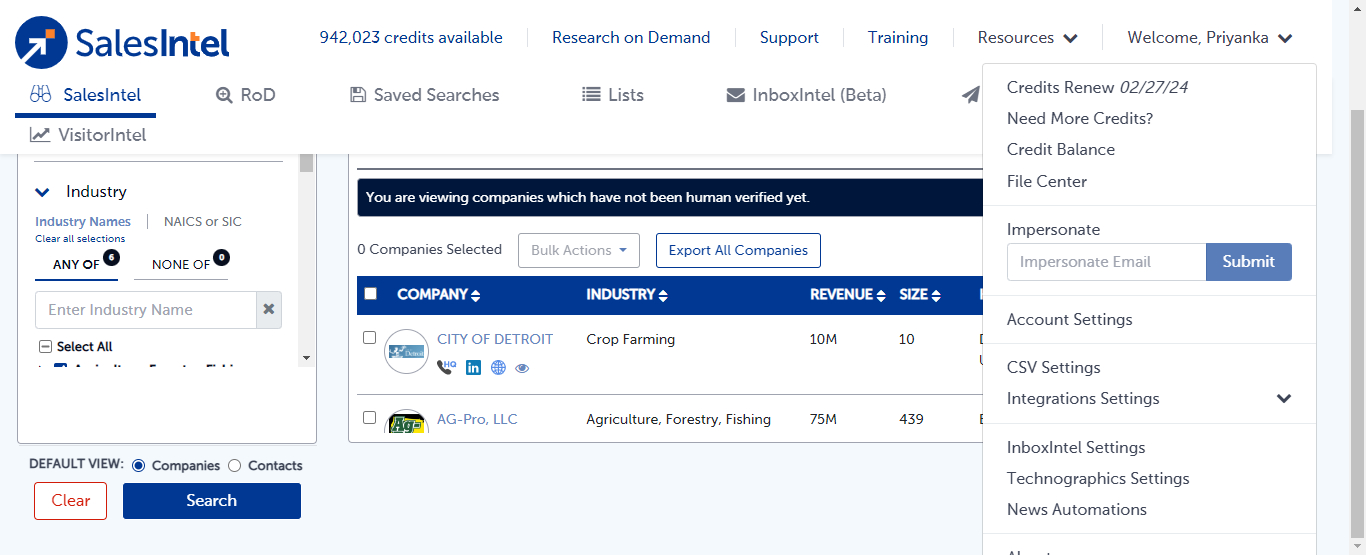 SalesIntel
942,023 credits available
Research on Demand
Support
Training
Resources
Welcome, Priyanka
SalesIntel
RoD
Saved Searches
Lists
InboxIntel (Beta)
VisitorIntel
Credits Renew 02/27/24
Need More Credits?
Credit Balance
File Center
Impersonate
Impersonate Email
Submit
Account Settings
CSV Settings
Integrations Settings
InboxIntel Settings
Technographics Settings
News Automations
Industry
Industry Names
NAICS or SIC
Clear all selections
ANY OF 6
NONE OF 0
Enter Industry Name
Select All
DEFAULT VIEW: Companies Contacts
Clear
Search
You are viewing companies which have not been human verified yet.
0 Companies Selected
Bulk Actions
Export All Companies
COMPANY INDUSTRY REVENUE SIZE
CITY OF DETROIT Crop Farming 10M 10
HQ
AG-Pro, LLC Agriculture, Forestry, Fishing 75M 439